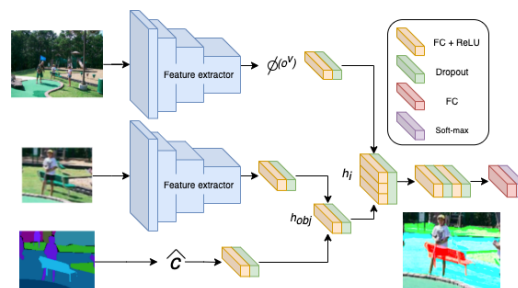 Feature extractor
ϕ(o^v)
FC + ReLU
Dropout
FC
Soft-max
Feature extractor
h_i
h_obj
ĉ